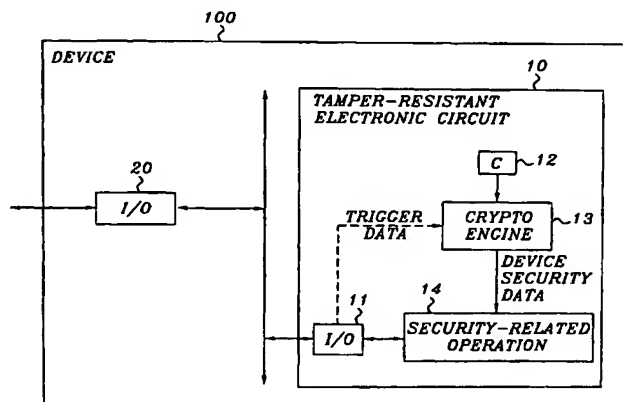 100
DEVICE
10
TAMPER-RESISTANT
ELECTRONIC CIRCUIT
C
12
20
I/O
TRIGGER
DATA
CRYPTO
ENGINE
13
DEVICE
SECURITY
DATA
14
11
I/O
SECURITY-RELATED
OPERATION